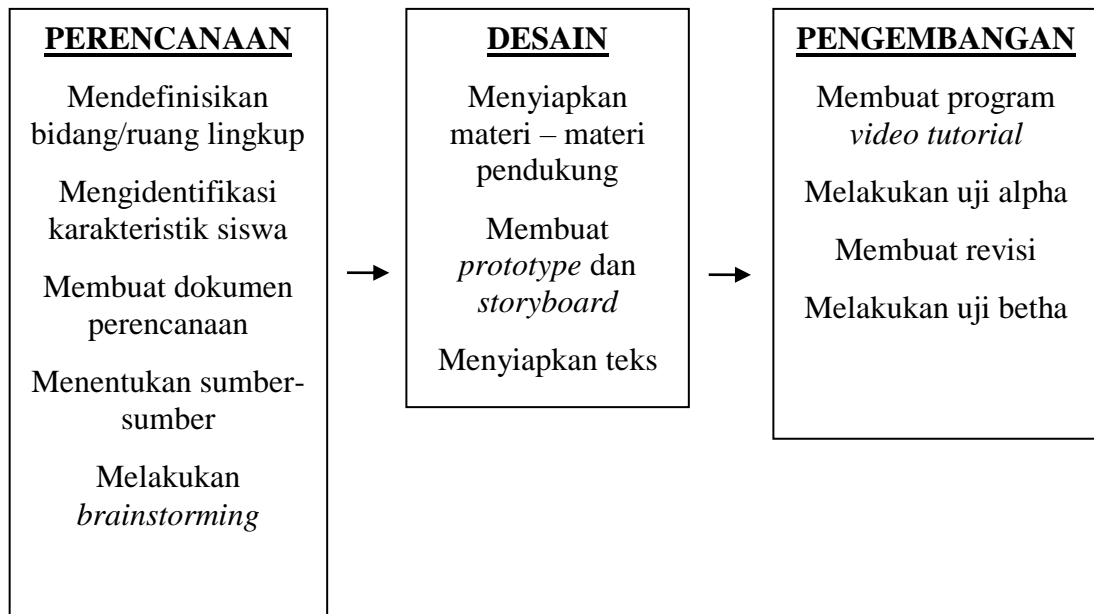 PERENCANAAN
Mendefinisikan
bidang/ruang lingkup
Mengidentifikasi
karakteristik siswa
Membuat dokumen
perencanaan
Menentukan sumber-
sumber
Melakukan
brainstorming
DESAIN
Menyiapkan
materi – materi
pendukung
Membuat
prototype dan
storyboard
Menyiapkan teks
PENGEMBANGAN
Membuat program
video tutorial
Melakukan uji alpha
Membuat revisi
Melakukan uji betha